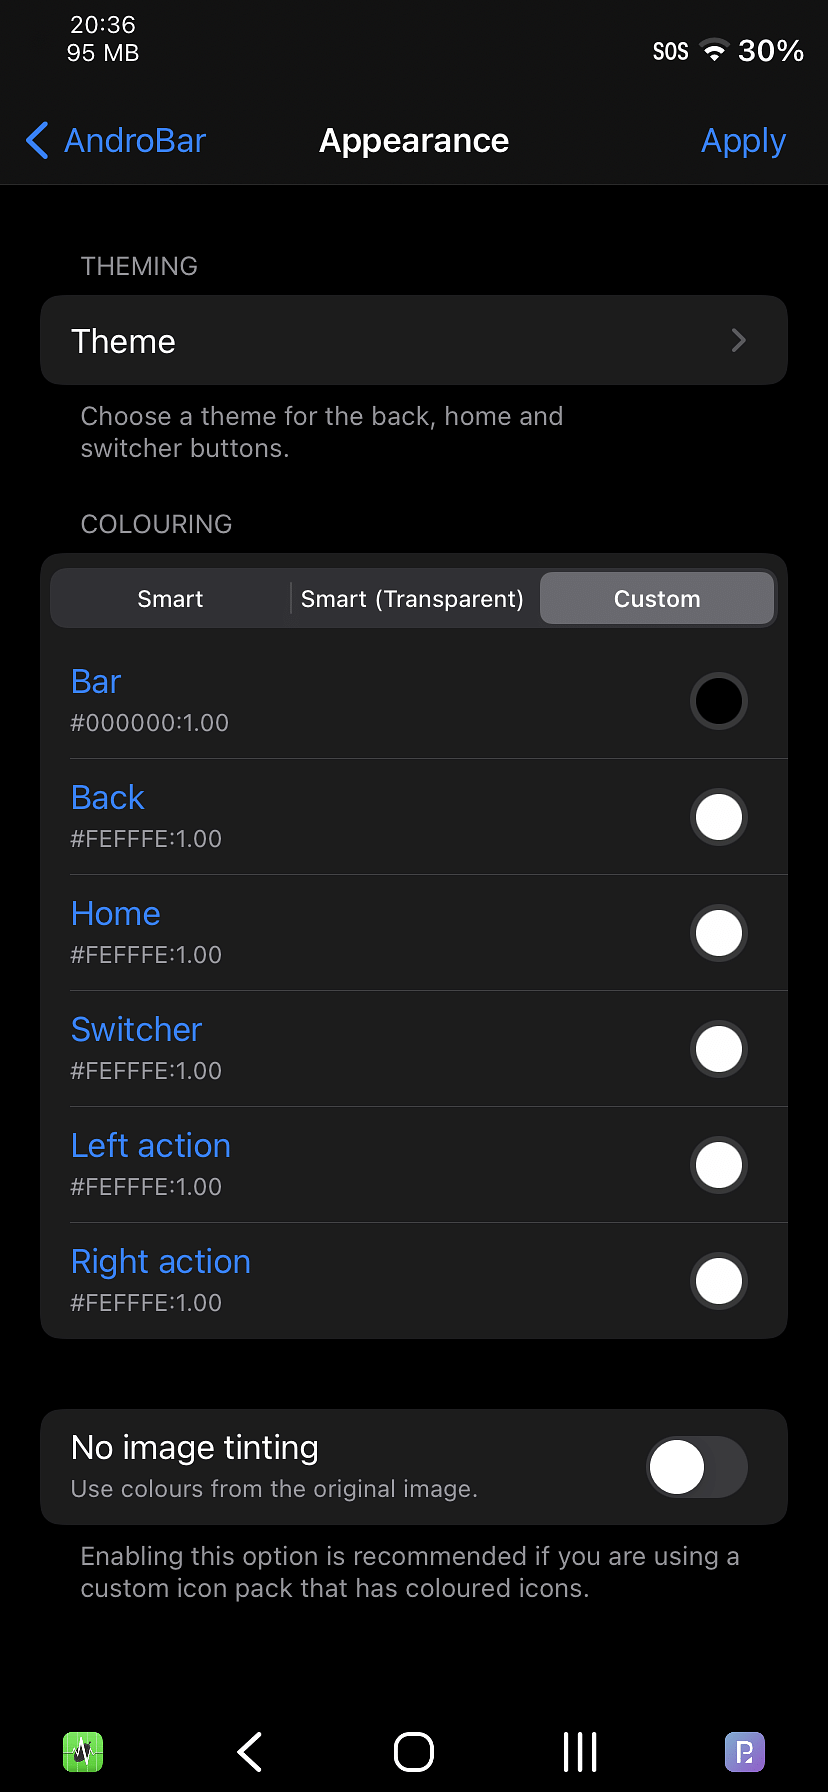 20:36
95 MB
SOS
30%
AndroBar
Appearance
Apply
THEMING
Theme
Choose a theme for the back, home and
switcher buttons.
COLOURING
Smart
Smart (Transparent)
Custom
Bar
#000000:1.00
Back
#FEFFFE:1.00
Home
#FEFFFE:1.00
Switcher
#FEFFFE:1.00
Left action
#FEFFFE:1.00
Right action
#FEFFFE:1.00
No image tinting
Use colours from the original image.
Enabling this option is recommended if you are using a
custom icon pack that has coloured icons.